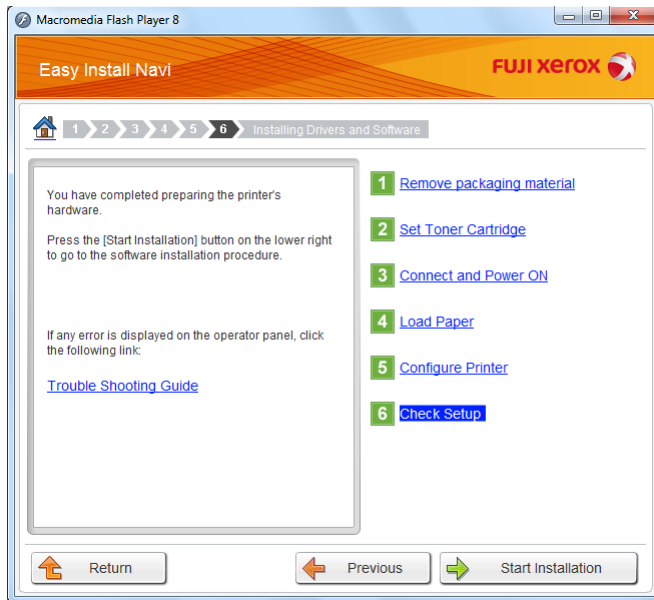 Macromedia Flash Player 8
Easy Install Navi
FUJI xerox
1 2 3 4 5 6 Installing Drivers and Software
You have completed preparing the printer's
hardware.
Press the [Start Installation] button on the lower right
to go to the software installation procedure.
If any error is displayed on the operator panel, click
the following link:
Trouble Shooting Guide
1 Remove packaging material
2 Set Toner Cartridge
3 Connect and Power ON
4 Load Paper
5 Configure Printer
6 Check Setup
Return
Previous
Start Installation